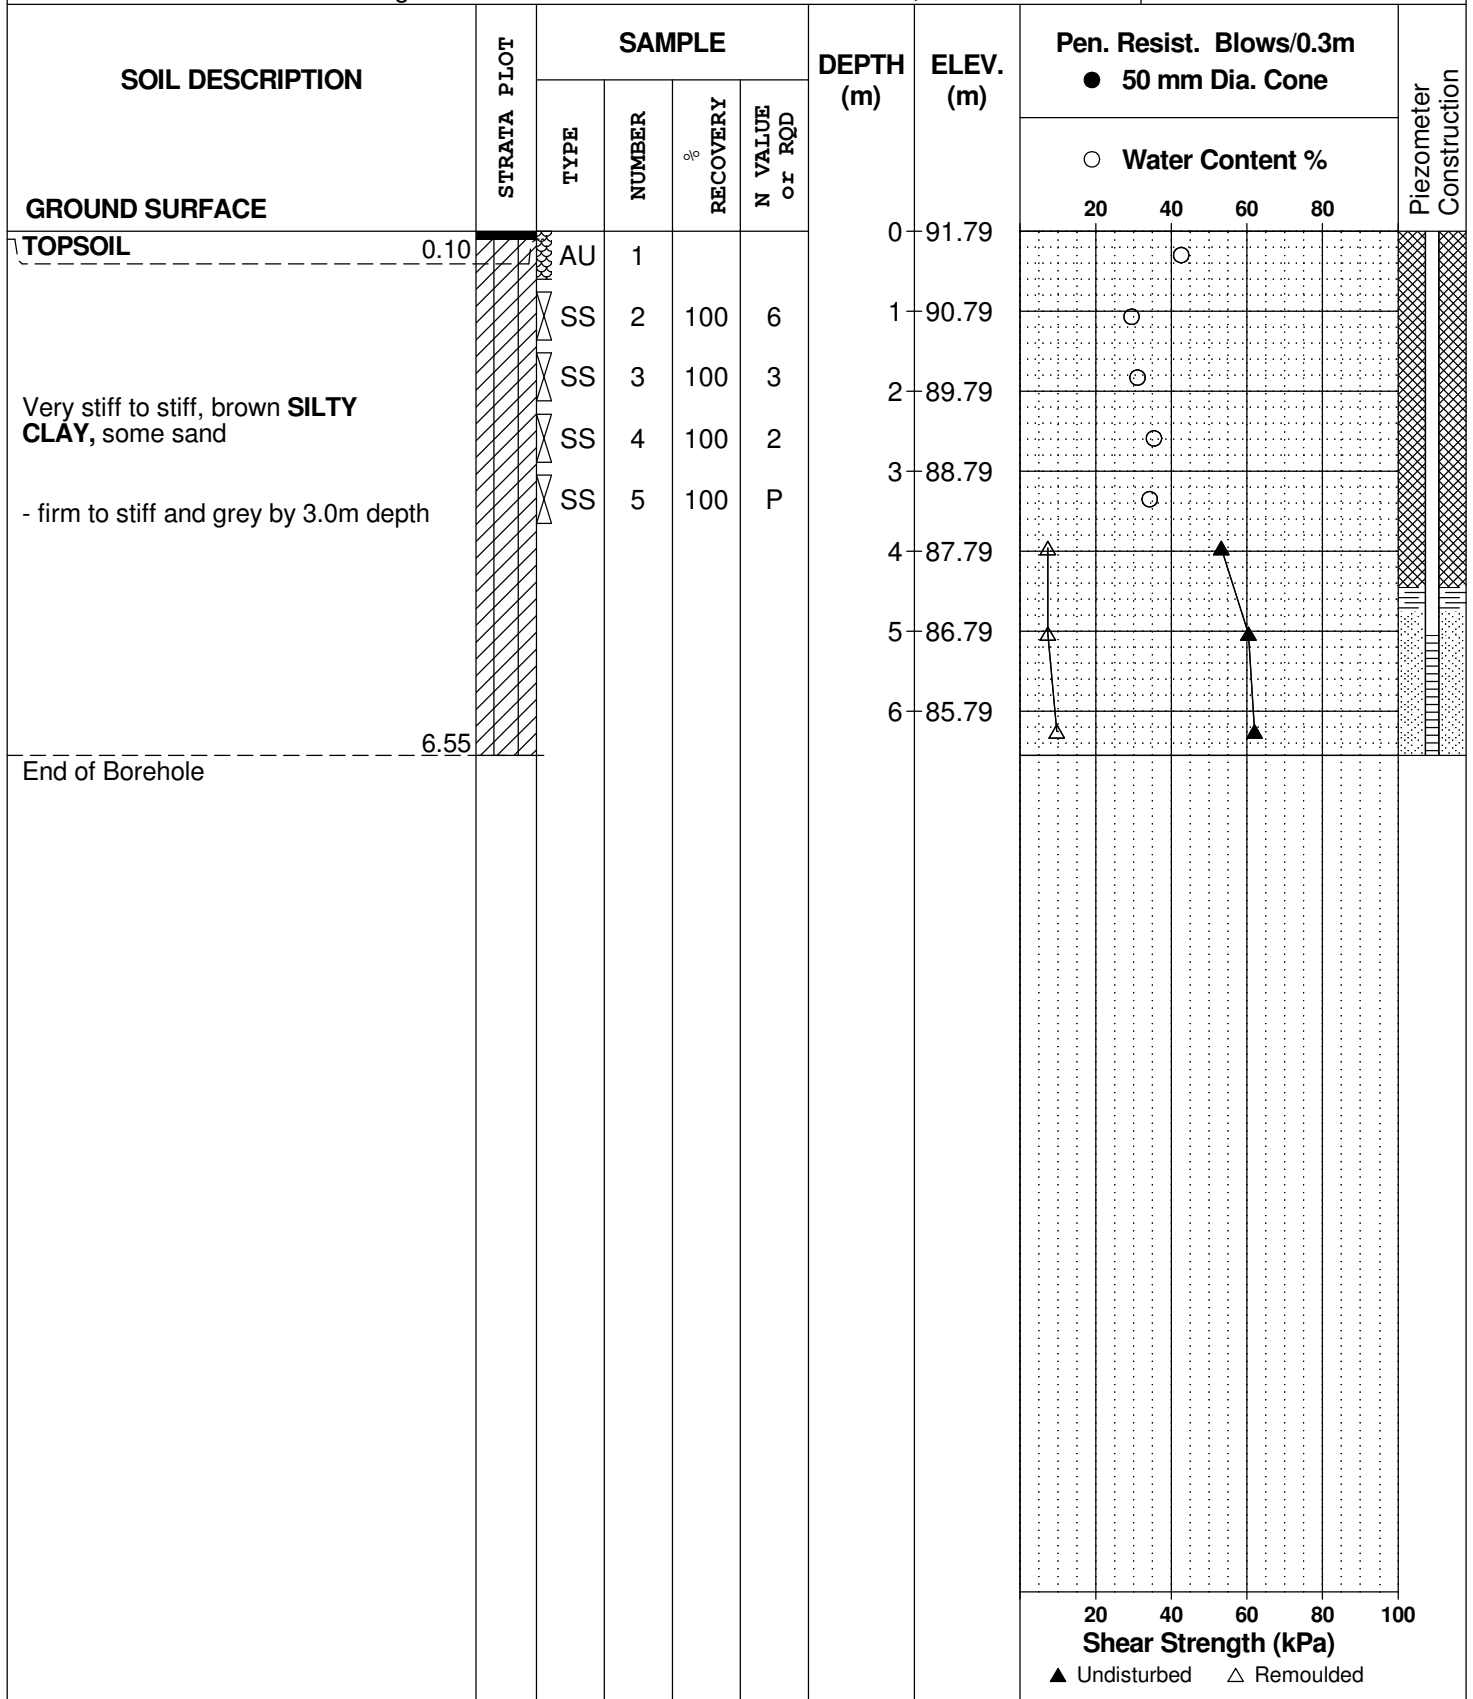 SOIL DESCRIPTION
GROUND SURFACE
STRATA PLOT
SAMPLE
TYPE
NUMBER
%
RECOVERY
N VALUE
or RQD
DEPTH
(m)
ELEV.
(m)
Pen. Resist. Blows/0.3m
● 50 mm Dia. Cone
○ Water Content %
20 40 60 80
Piezometer
Construction
TOPSOIL 0.10
AU 1
0 91.79
SS 2 100 6
1 90.79
SS 3 100 3
2 89.79
Very stiff to stiff, brown SILTY
CLAY, some sand
SS 4 100 2
3 88.79
- firm to stiff and grey by 3.0m depth
SS 5 100 P
4 87.79
5 86.79
6 85.79
6.55
End of Borehole
20 40 60 80 100
Shear Strength (kPa)
▲ Undisturbed △ Remoulded